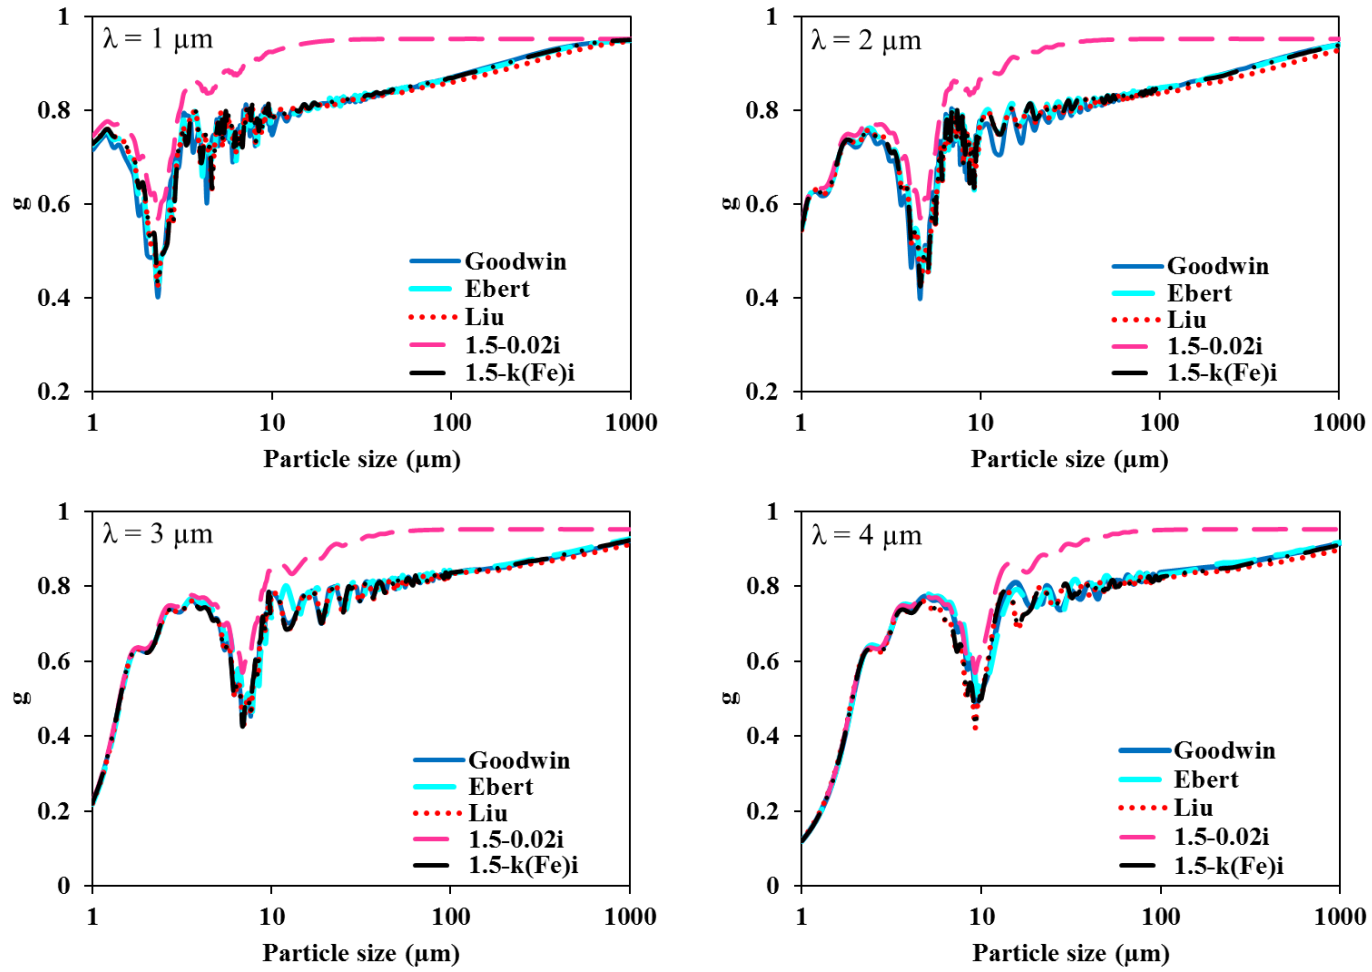 λ = 1 µm
1
0.8
0.6
0.4
0.2
g
Goodwin
Ebert
Liu
1.5-0.02i
1.5-k(Fe)i
1 10 100 1000
Particle size (µm)
λ = 2 µm
1
0.8
0.6
0.4
0.2
g
Goodwin
Ebert
Liu
1.5-0.02i
1.5-k(Fe)i
1 10 100 1000
Particle size (µm)
λ = 3 µm
1
0.8
0.6
0.4
0.2
0
g
Goodwin
Ebert
Liu
1.5-0.02i
1.5-k(Fe)i
1 10 100 1000
Particle size (µm)
λ = 4 µm
1
0.8
0.6
0.4
0.2
0
g
Goodwin
Ebert
Liu
1.5-0.02i
1.5-k(Fe)i
1 10 100 1000
Particle size (µm)